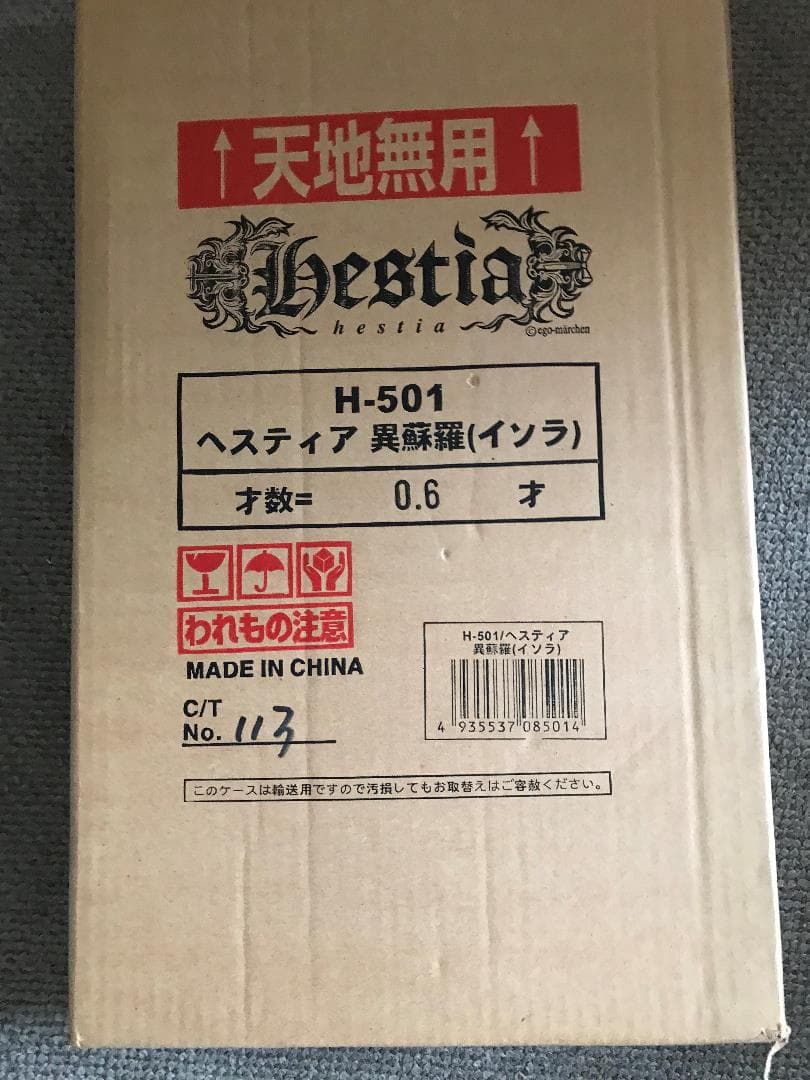 ↑天地無用↑
hestia
hestia
©ego-märchen
H-501
ヘスティア 異蘇羅(イソラ)
才数= 0.6 才
われもの注意
MADE IN CHINA
C/T
No. 113
H-501/ヘスティア
異蘇羅(イソラ)
4 935537 085014
このケースは輸送用ですので汚損してもお取替えはご容赦ください。